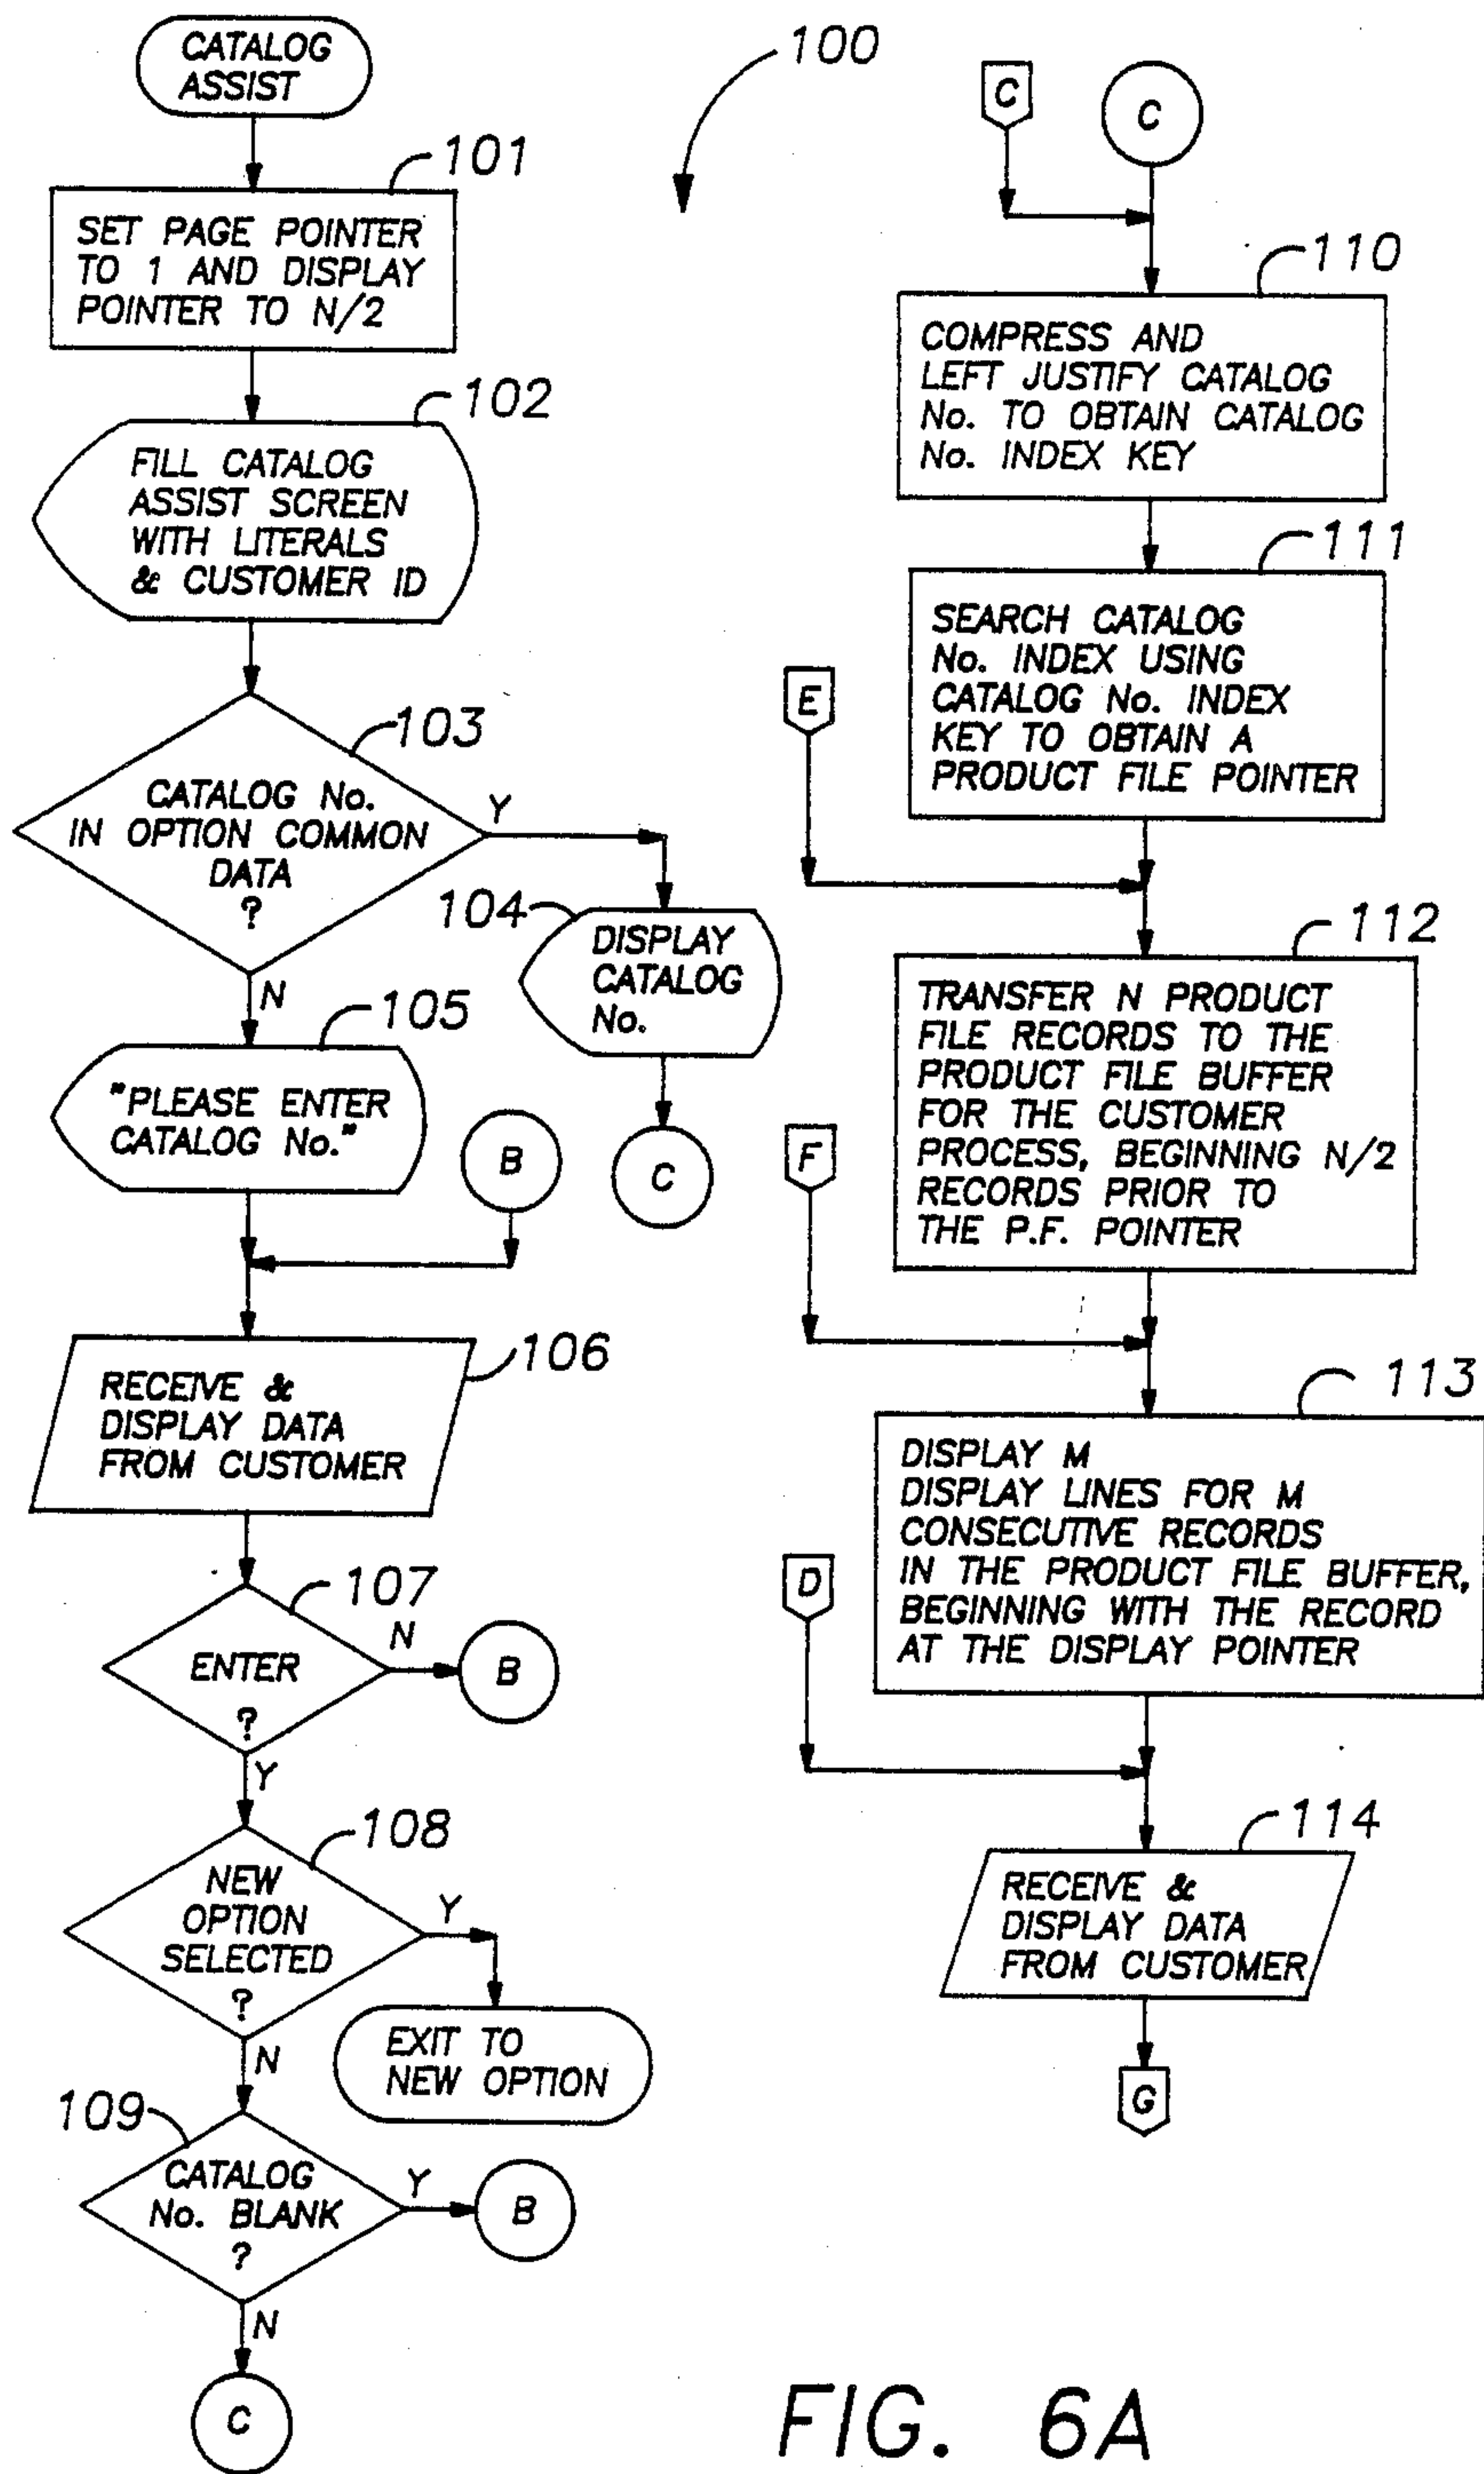 CATALOG
ASSIST
100
101
SET PAGE POINTER
TO 1 AND DISPLAY
POINTER TO N/2
102
FILL CATALOG
ASSIST SCREEN
WITH LITERALS
& CUSTOMER ID
103
CATALOG No.
IN OPTION COMMON
DATA
?
Y
N
104
DISPLAY
CATALOG
No.
C
105
"PLEASE ENTER
CATALOG No."
B
106
RECEIVE &
DISPLAY DATA
FROM CUSTOMER
107
ENTER
?
N
B
Y
108
NEW
OPTION
SELECTED
?
Y
EXIT TO
NEW OPTION
N
109
CATALOG
No. BLANK
?
Y
B
N
C
C
C
110
COMPRESS AND
LEFT JUSTIFY CATALOG
No. TO OBTAIN CATALOG
No. INDEX KEY
111
SEARCH CATALOG
No. INDEX USING
CATALOG No. INDEX
KEY TO OBTAIN A
PRODUCT FILE POINTER
E
112
TRANSFER N PRODUCT
FILE RECORDS TO THE
PRODUCT FILE BUFFER
FOR THE CUSTOMER
PROCESS, BEGINNING N/2
RECORDS PRIOR TO
THE P.F. POINTER
F
113
DISPLAY M
DISPLAY LINES FOR M
CONSECUTIVE RECORDS
IN THE PRODUCT FILE BUFFER,
BEGINNING WITH THE RECORD
AT THE DISPLAY POINTER
D
114
RECEIVE &
DISPLAY DATA
FROM CUSTOMER
G
FIG. 6A